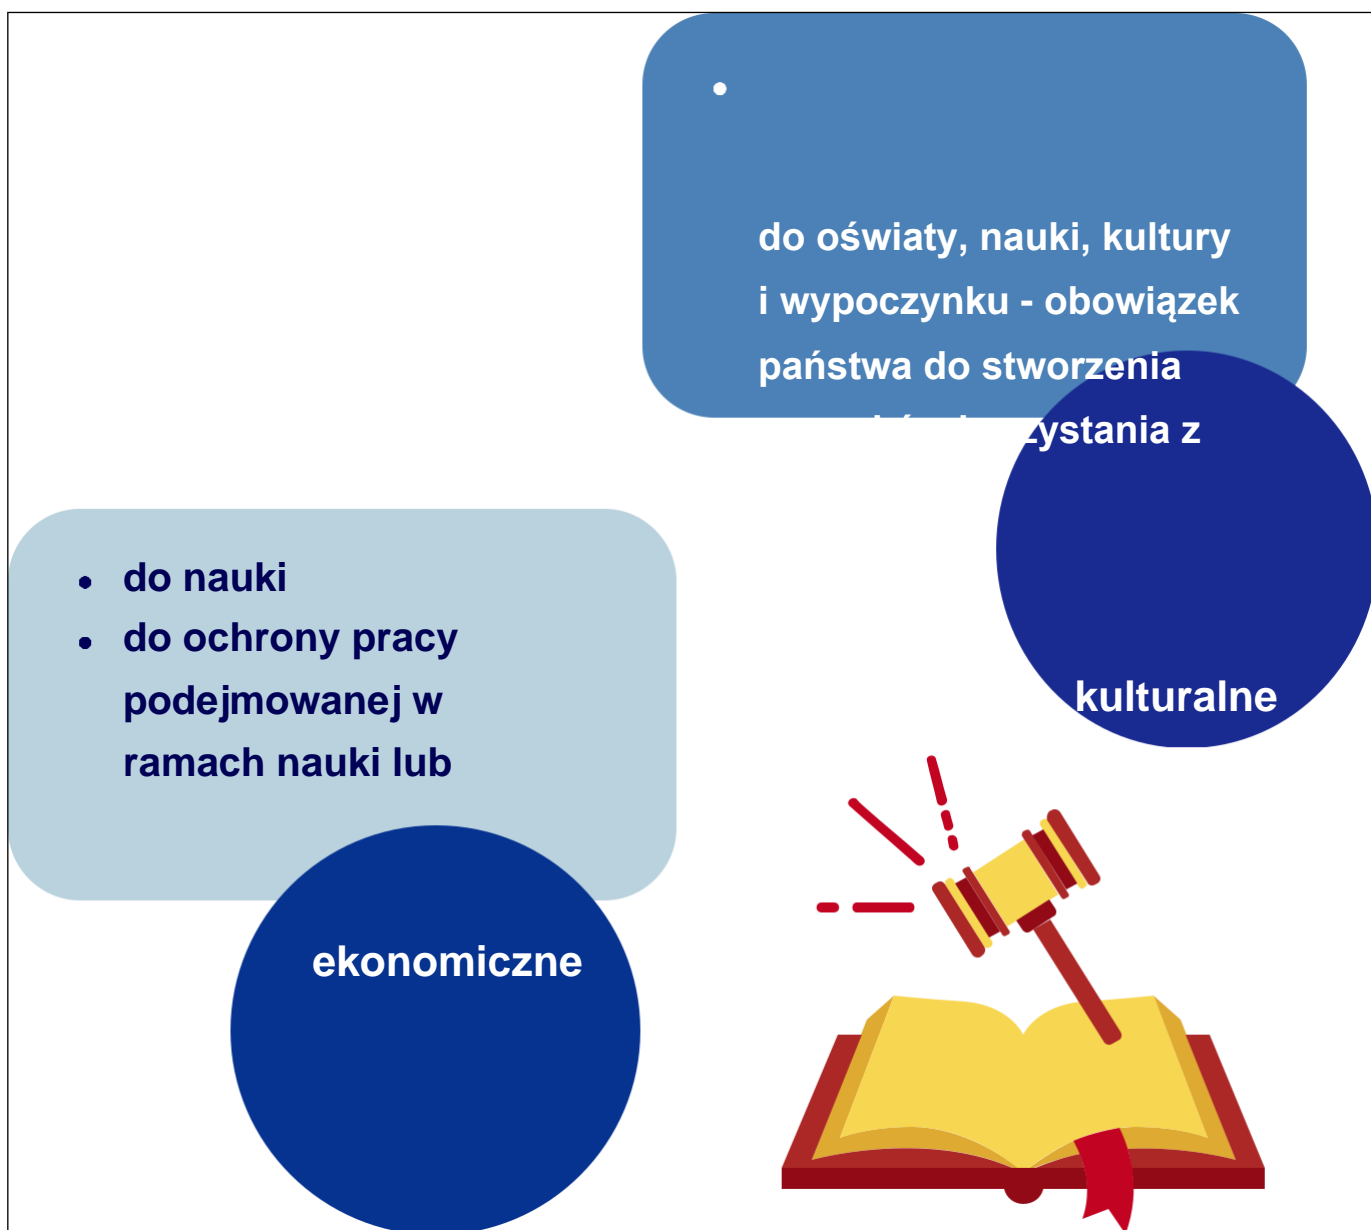 do oświaty, nauki, kultury
i wypoczynku - obowiązek
państwa do stworzenia
z
kulturalne
• do nauki
• do ochrony pracy
podejmowanej w
ramach nauki lub
ekonomiczne